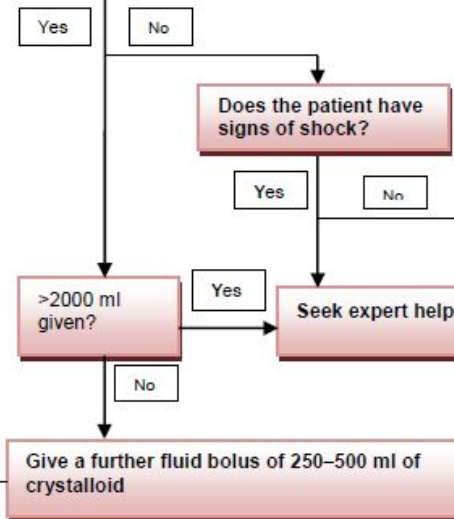 Yes
No
Does the patient have
signs of shock?
Yes
No
>2000 ml
given?
Yes
Seek expert help
No
Give a further fluid bolus of 250–500 ml of
crystalloid